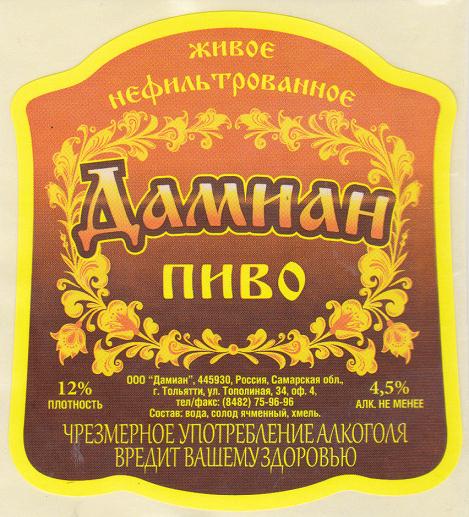 живое
нефильтрованное
Дамиан
пиво
12%
ПЛОТНОСТЬ
ООО "Дамиан", 445930, Россия, Самарская обл.,
г. Тольятти, ул. Тополиная, 34, оф. 4,
тел/факс: (8482) 75-96-96
Состав: вода, солод ячменный, хмель.
4,5%
АЛК. НЕ МЕНЕЕ
ЧРЕЗМЕРНОЕ УПОТРЕБЛЕНИЕ АЛКОГОЛЯ
ВРЕДИТ ВАШЕМУ ЗДОРОВЬЮ